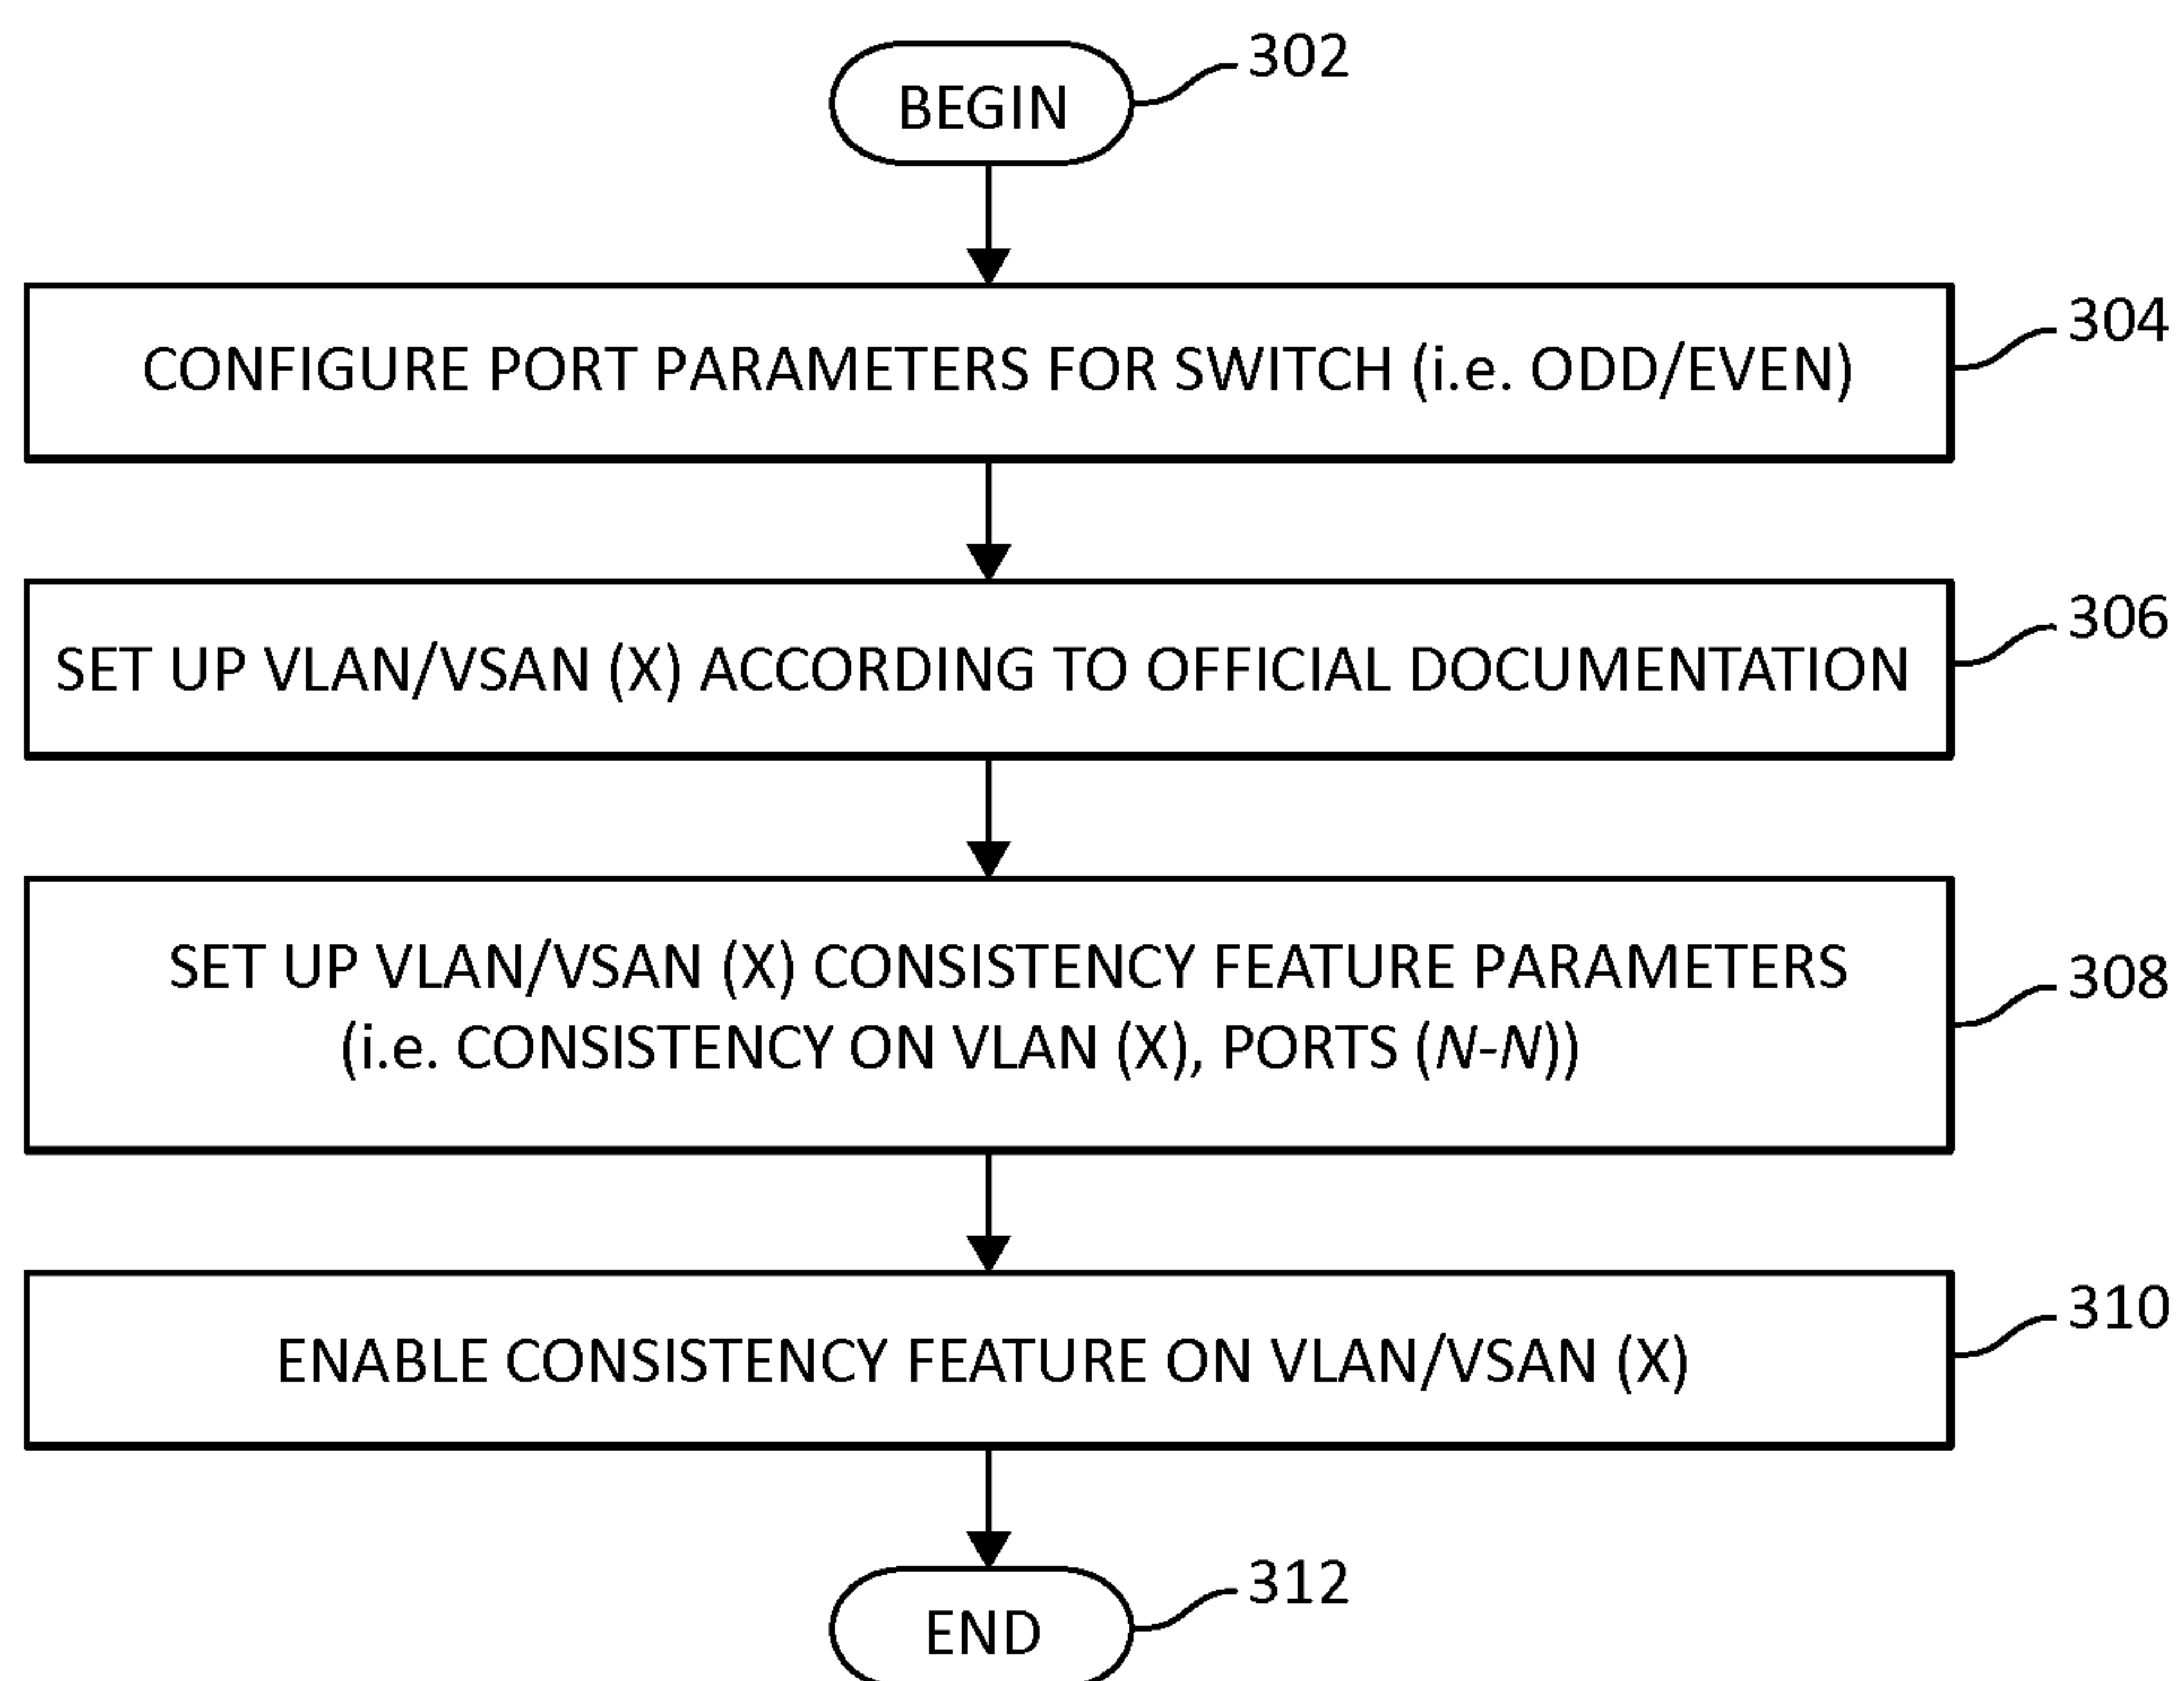 BEGIN
302
CONFIGURE PORT PARAMETERS FOR SWITCH (i.e. ODD/EVEN)
304
SET UP VLAN/VSAN (X) ACCORDING TO OFFICIAL DOCUMENTATION
306
SET UP VLAN/VSAN (X) CONSISTENCY FEATURE PARAMETERS
(i.e. CONSISTENCY ON VLAN (X), PORTS (N-N))
308
ENABLE CONSISTENCY FEATURE ON VLAN/VSAN (X)
310
END
312